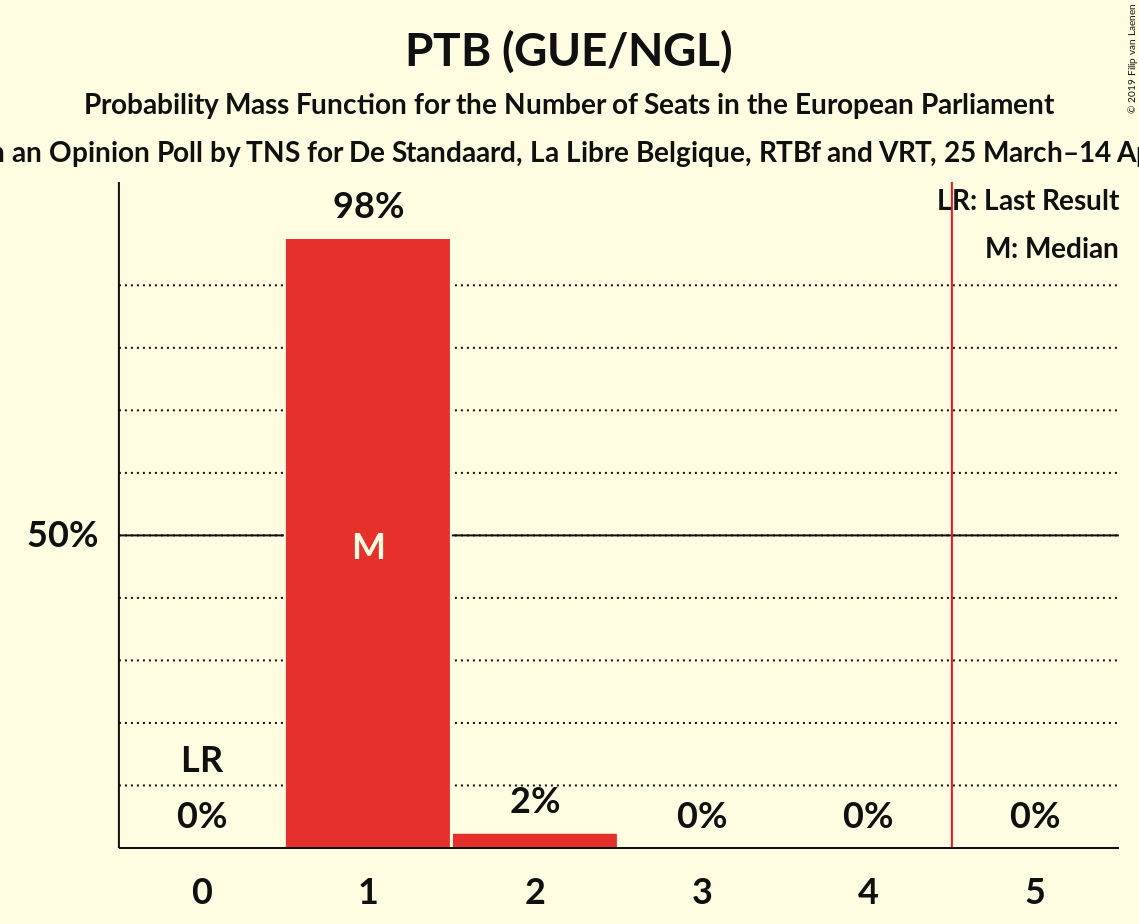 PTB (GUE/NGL)
Probability Mass Function for the Number of Seats in the European Parliament
an Opinion Poll by TNS for De Standaard, La Libre Belgique, RTBf and VRT, 25 March–14
© 2019 Filip van Laenen
LR: Last Result
M: Median
98%
50%
M
LR
0%
2%
0%
0%
0%
0 1 2 3 4 5